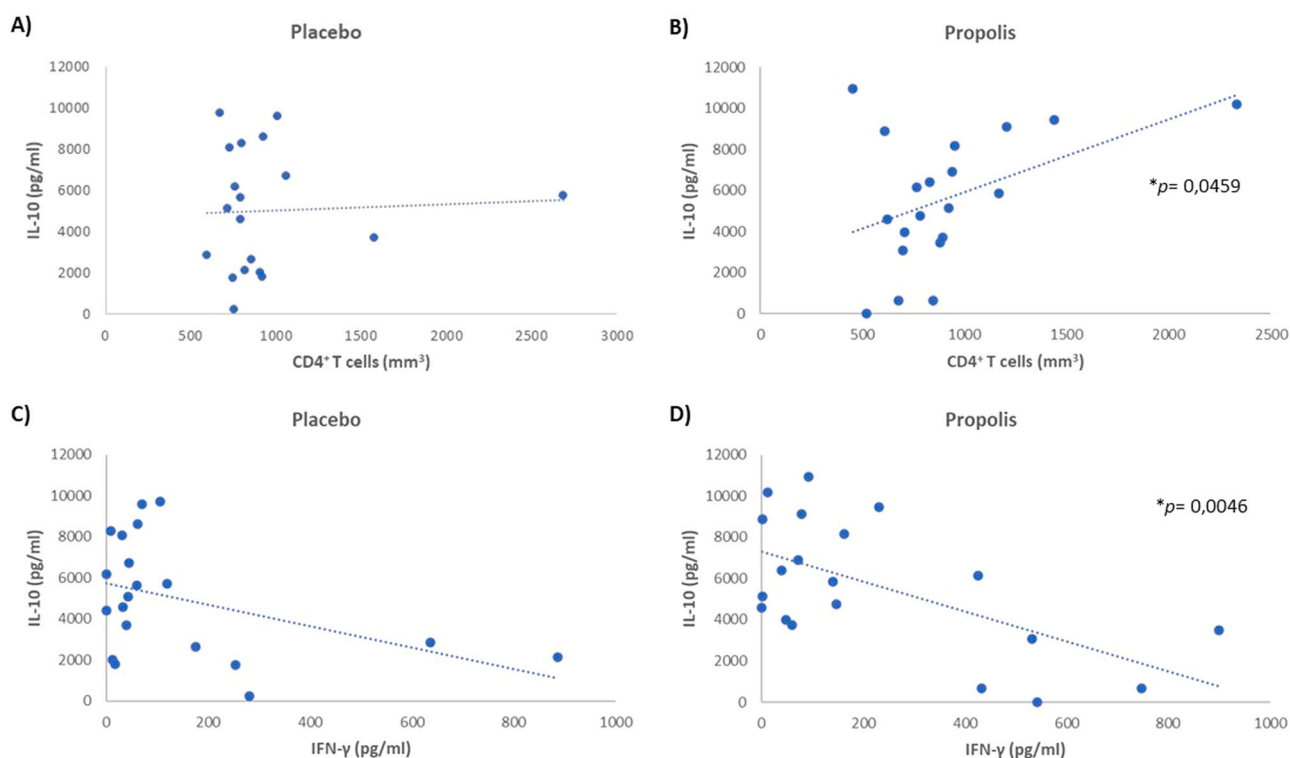 A)
Placebo
IL-10 (pg/ml)
12000
10000
8000
6000
4000
2000
0
0 500 1000 1500 2000 2500 3000
CD4⁺ T cells (mm³)
B)
Propolis
IL-10 (pg/ml)
12000
10000
8000
6000
4000
2000
0
*p= 0,0459
0 500 1000 1500 2000 2500
CD4⁺ T cells (mm³)
C)
Placebo
IL-10 (pg/ml)
12000
10000
8000
6000
4000
2000
0
0 200 400 600 800 1000
IFN-γ (pg/ml)
D)
Propolis
IL-10 (pg/ml)
12000
10000
8000
6000
4000
2000
0
*p= 0,0046
0 200 400 600 800 1000
IFN-γ (pg/ml)